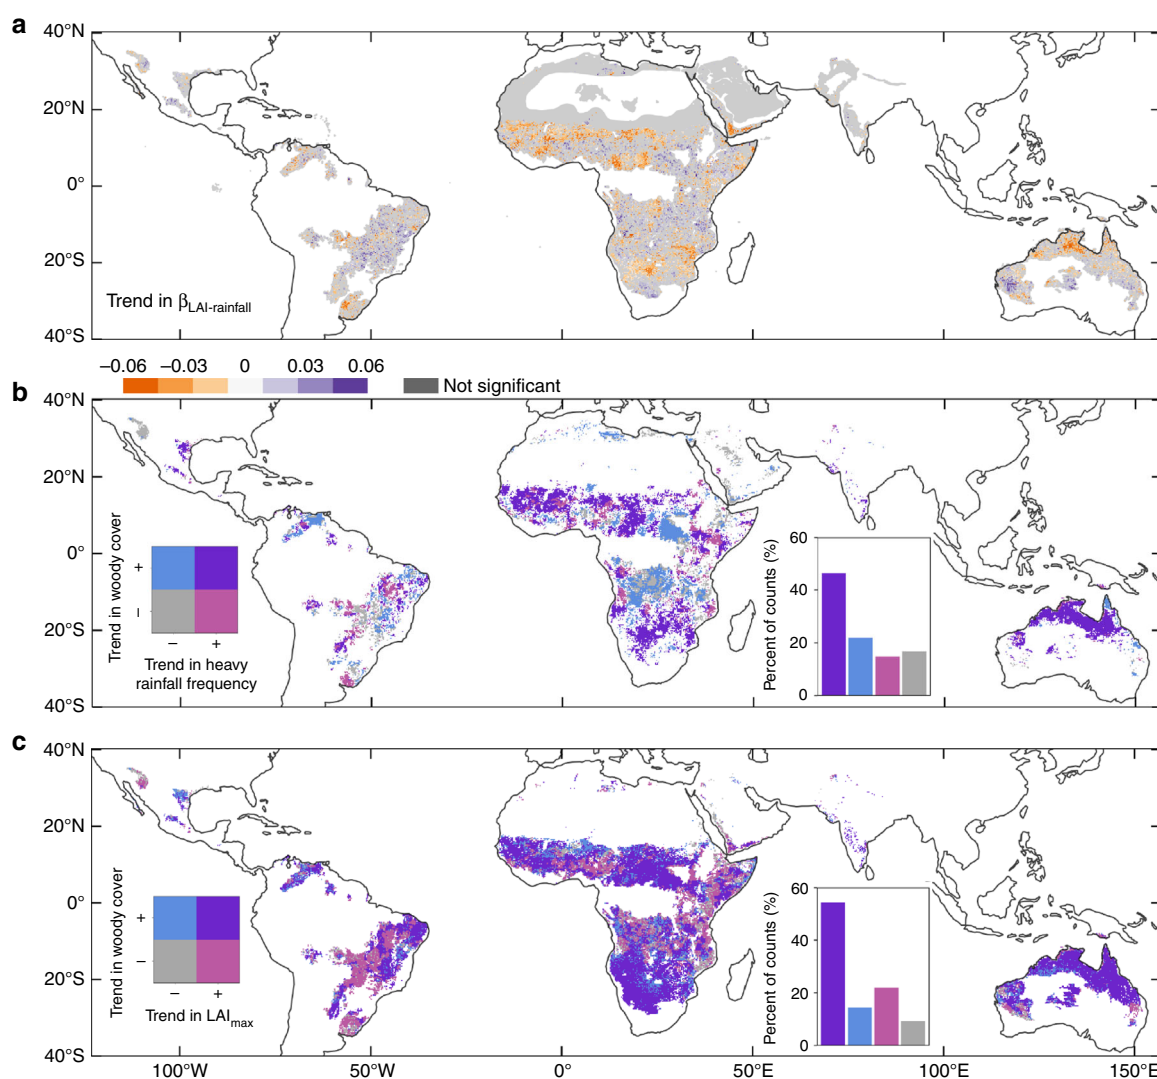 a
40°N
20°N
0°
20°S
40°S
Trend in βLAI-rainfall
−0.06 −0.03 0 0.03 0.06
Not significant
b
40°N
20°N
0°
20°S
40°S
Trend in woody cover
+
−
− +
Trend in heavy
rainfall frequency
Percent of counts (%)
60
40
20
0
c
40°N
20°N
0°
20°S
40°S
Trend in woody cover
+
−
− +
Trend in LAImax
Percent of counts (%)
60
40
20
0
100°W 50°W 0° 50°E 100°E 150°E